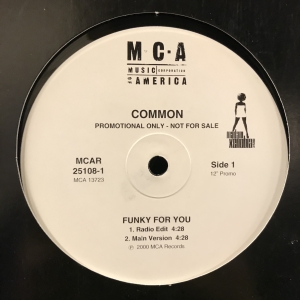 M·C·A
MUSIC CORPORATION
OF AMERICA
COMMON
PROMOTIONAL ONLY - NOT FOR SALE
MCAR
25108-1
MCA 13723
Side 1
12" Promo
FUNKY FOR YOU
1. Radio Edit 4:28
2. Main Version 4:28
℗ 2000 MCA Records